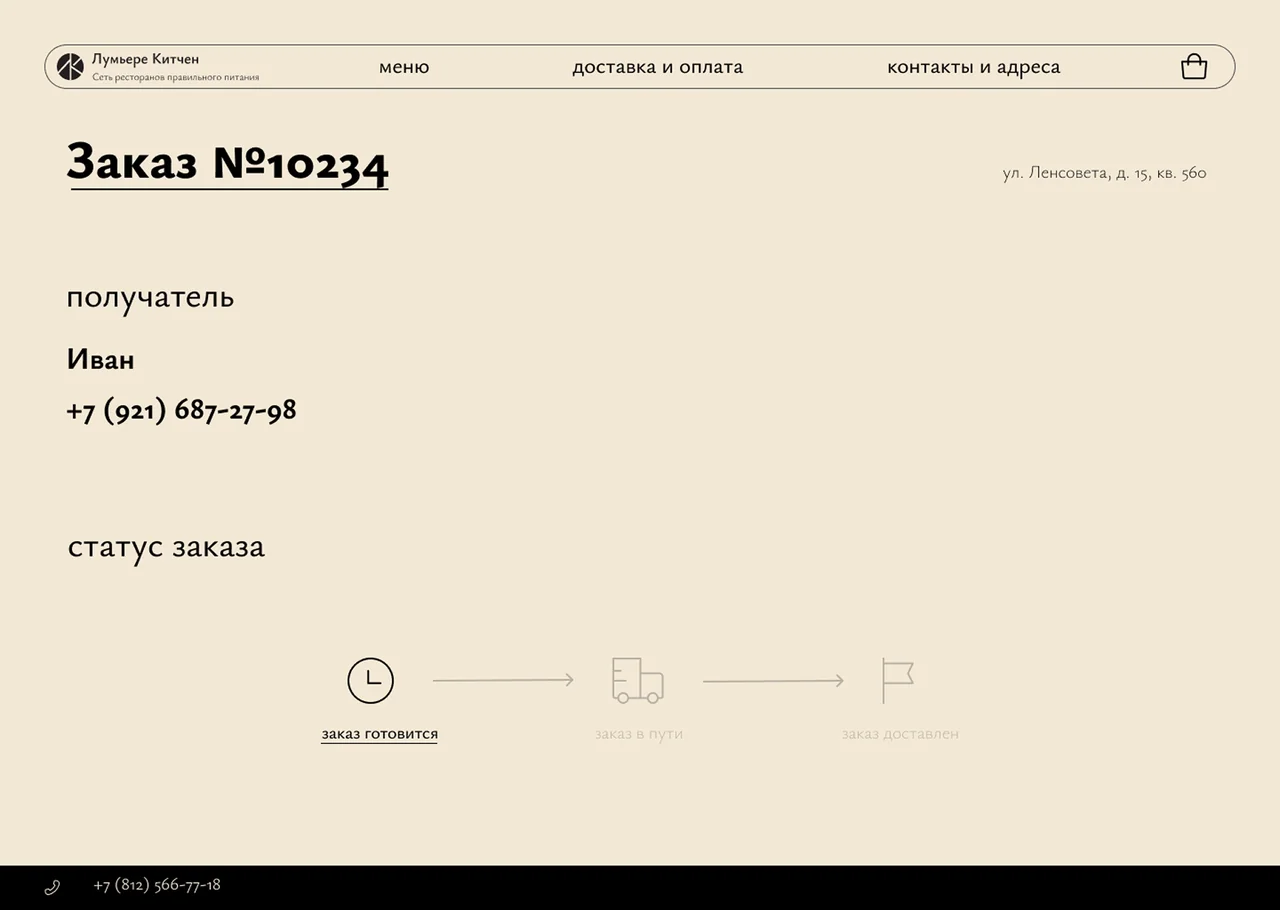 Лумьере Китчен
Сеть ресторанов правильного питания
меню
доставка и оплата
контакты и адреса
Заказ №10234
ул. Ленсовета, д. 15, кв. 560
получатель
Иван
+7 (921) 687-27-98
статус заказа
заказ готовится
заказ в пути
заказ доставлен
+7 (812) 566-77-18